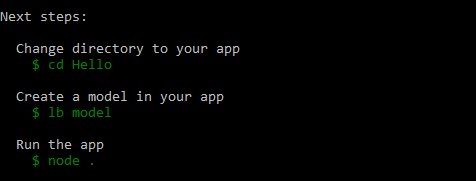 Next steps:
Change directory to your app
$ cd Hello
Create a model in your app
$ lb model
Run the app
$ node .